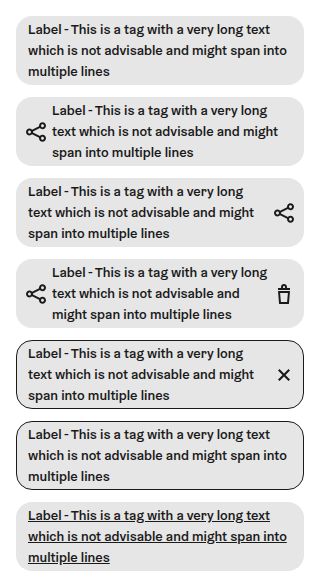 Label - This is a tag with a very long text
which is not advisable and might span into
multiple lines
Label - This is a tag with a very long
text which is not advisable and might
span into multiple lines
Label - This is a tag with a very long
text which is not advisable and might
span into multiple lines
Label - This is a tag with a very long
text which is not advisable and
might span into multiple lines
Label - This is a tag with a very long
text which is not advisable and might
span into multiple lines
Label - This is a tag with a very long text
which is not advisable and might span into
multiple lines
Label - This is a tag with a very long text
which is not advisable and might span into
multiple lines